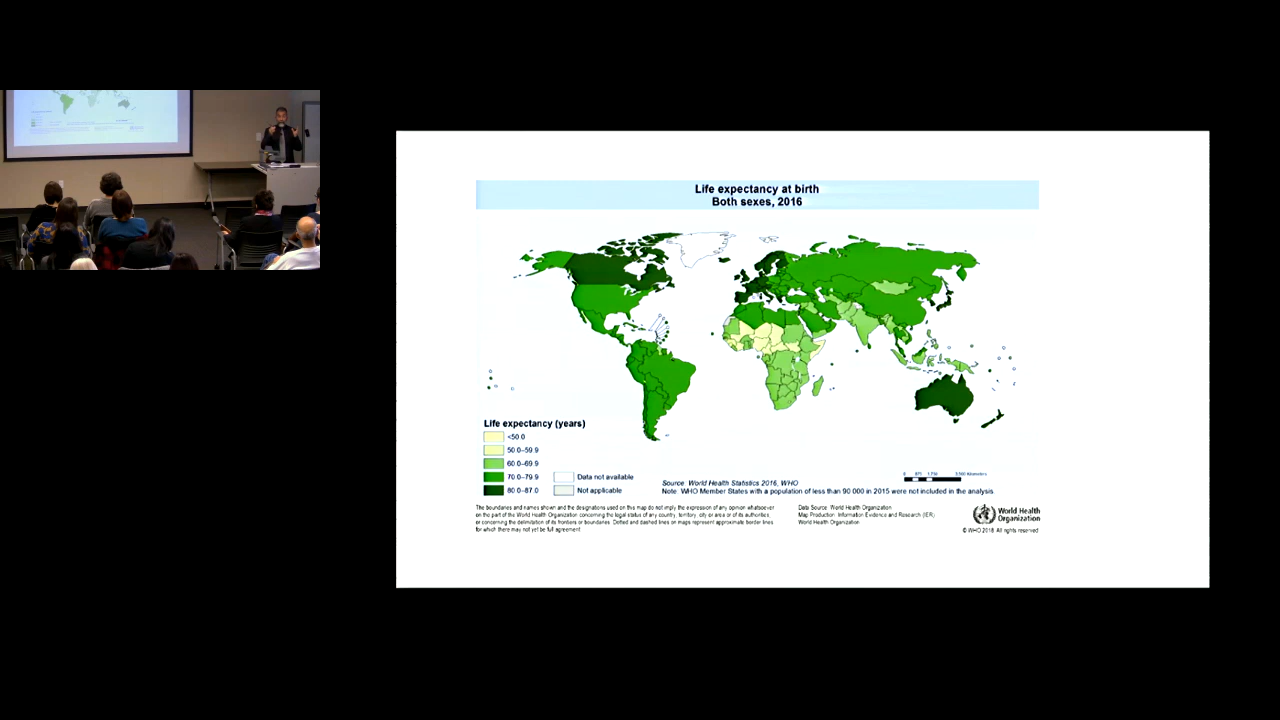 Life expectancy at birth
Both sexes, 2016
Life expectancy (years)
<50.0
50.0–59.9
60.0–69.9
70.0–79.9
80.0–87.0
Data not available
Not applicable
0 875 1,750 3,500 Kilometers
Source: World Health Statistics 2016, WHO
Note: WHO Member States with a population of less than 90 000 in 2015 were not included in the analysis.
The boundaries and names shown and the designations used on this map do not imply the expression of any opinion whatsoever
on the part of the World Health Organization concerning the legal status of any country, territory, city or area or of its authorities,
or concerning the delimitation of its frontiers or boundaries. Dotted and dashed lines on maps represent approximate border lines
for which there may not yet be full agreement.
Data Source: World Health Organization
Map Production: Information Evidence and Research (IER)
World Health Organization
World Health
Organization
© WHO 2016. All rights reserved.